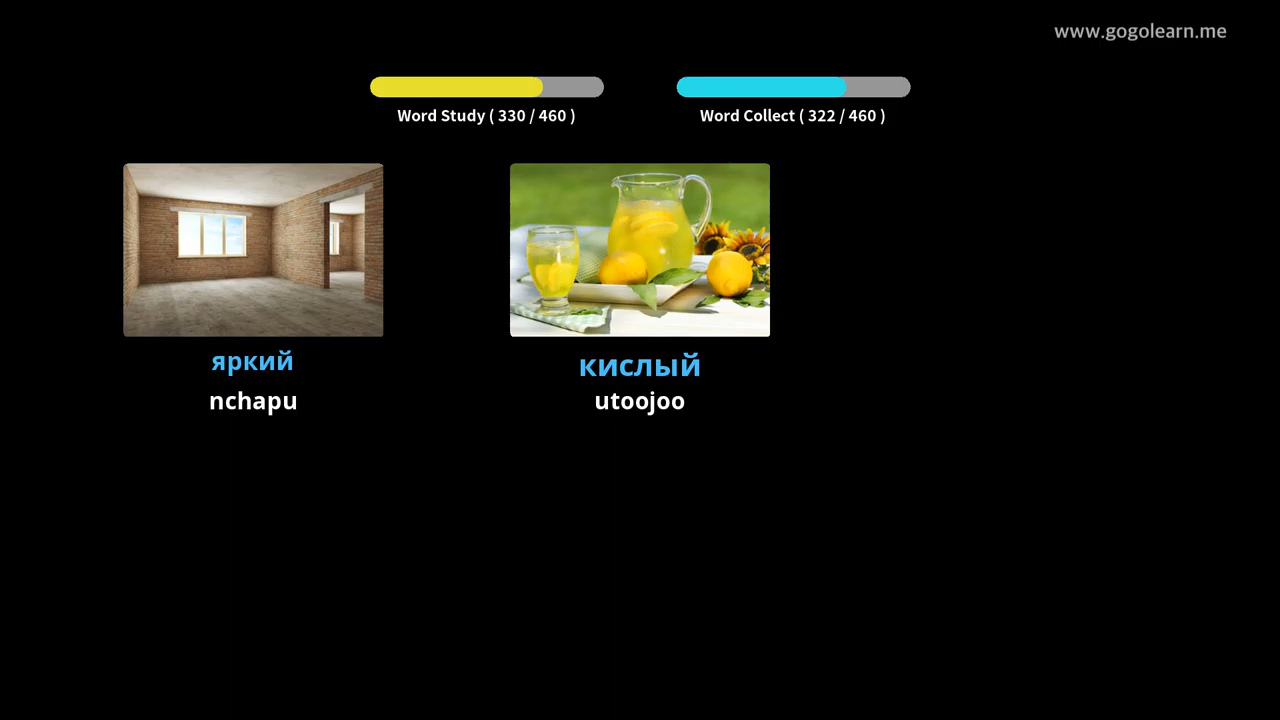 www.gogolearn.me
Word Study ( 330 / 460 )
Word Collect ( 322 / 460 )
яркий
nchapu
кислый
utoojoo